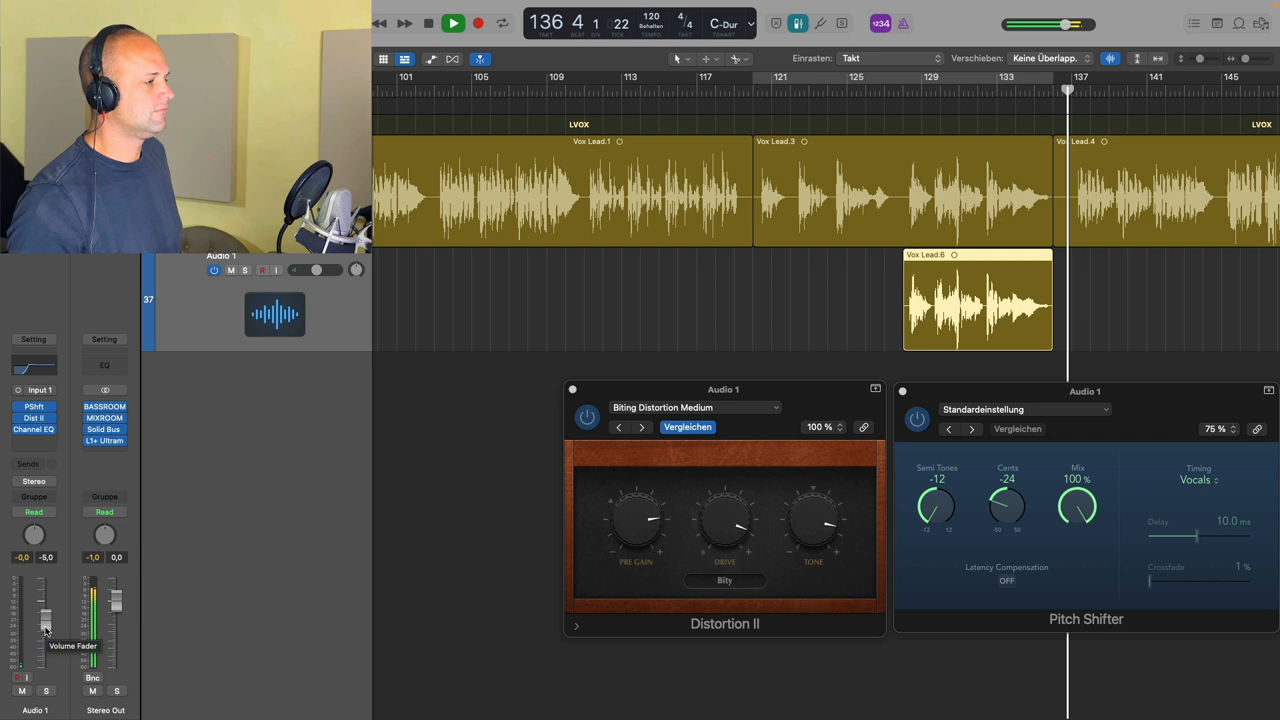 136 4 1 22
TAKT BEAT DIV TICK
120
Behalten
TEMPO
4/4
TAKT
C-Dur
TONART
S
1234
Einrasten: Takt
Verschieben: Keine Überlapp.
101 105 109 113 117 121 125 129 133 137 141 145
LVOX LVOX
Vox Lead.1
Vox Lead.3
Vox Lead.4
Vox Lead.6
Audio 1
M S R I
37
Setting Setting
EQ
Input 1
PShft BASSROOM
Dist II MIXROOM
Channel EQ Solid Bus
L1+ Ultram
Sends
Stereo
Gruppe Gruppe
Read Read
-0,0 -5,0 -1,0 0,0
Volume Fader
R I Bnc
M S M S
Audio 1 Stereo Out
Audio 1
Biting Distortion Medium
Vergleichen 100 %
PRE GAIN DRIVE TONE
Bity
Distortion II
Audio 1
Standardeinstellung
Vergleichen 75 %
Semi Tones Cents Mix
-12 -24 100 %
-12 12 -50 50
Timing
Vocals
Delay 10.0 ms
Crossfade 1 %
Latency Compensation
OFF
Pitch Shifter